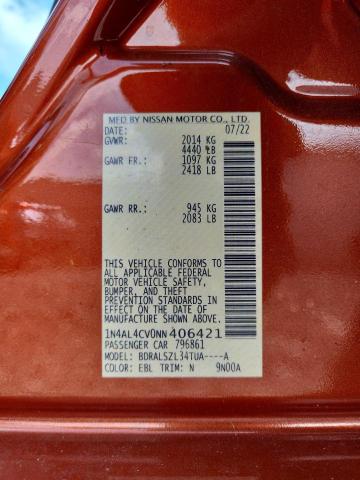 MFD BY NISSAN MOTOR CO., LTD.
DATE: 07/22
GVWR: 2014 KG
4440 LB
GAWR FR.: 1097 KG
2418 LB
GAWR RR.: 945 KG
2083 LB
THIS VEHICLE CONFORMS TO
ALL APPLICABLE FEDERAL
MOTOR VEHICLE SAFETY,
BUMPER, AND THEFT
PREVENTION STANDARDS IN
EFFECT ON THE DATE OF
MANUFACTURE SHOWN ABOVE.
1N4AL4CV0NN406421
PASSENGER CAR 796861
MODEL: BDRALSZL34TUA----A
COLOR: EBL TRIM: N 9N00A